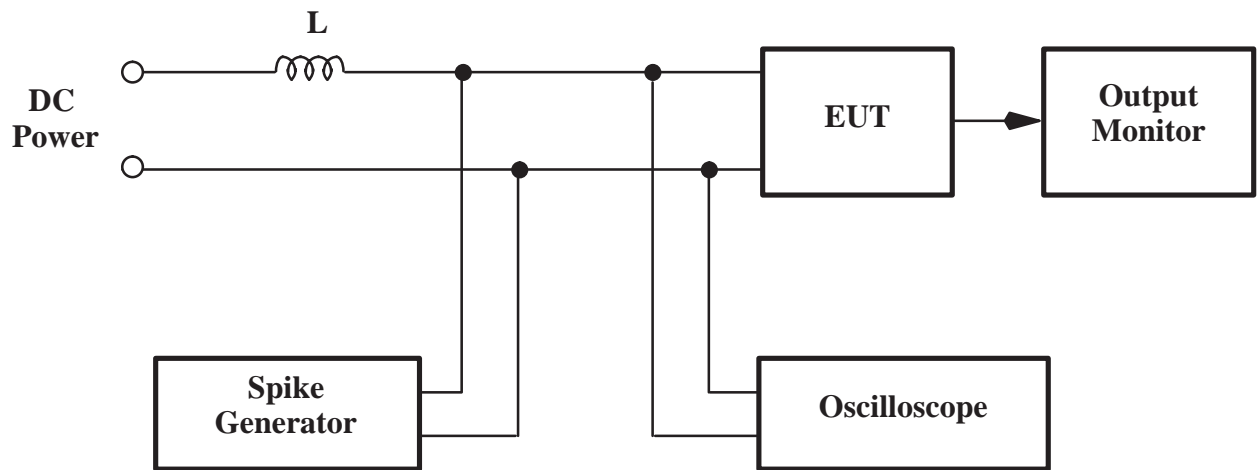 L
DC
Power
EUT
Output
Monitor
Spike
Generator
Oscilloscope